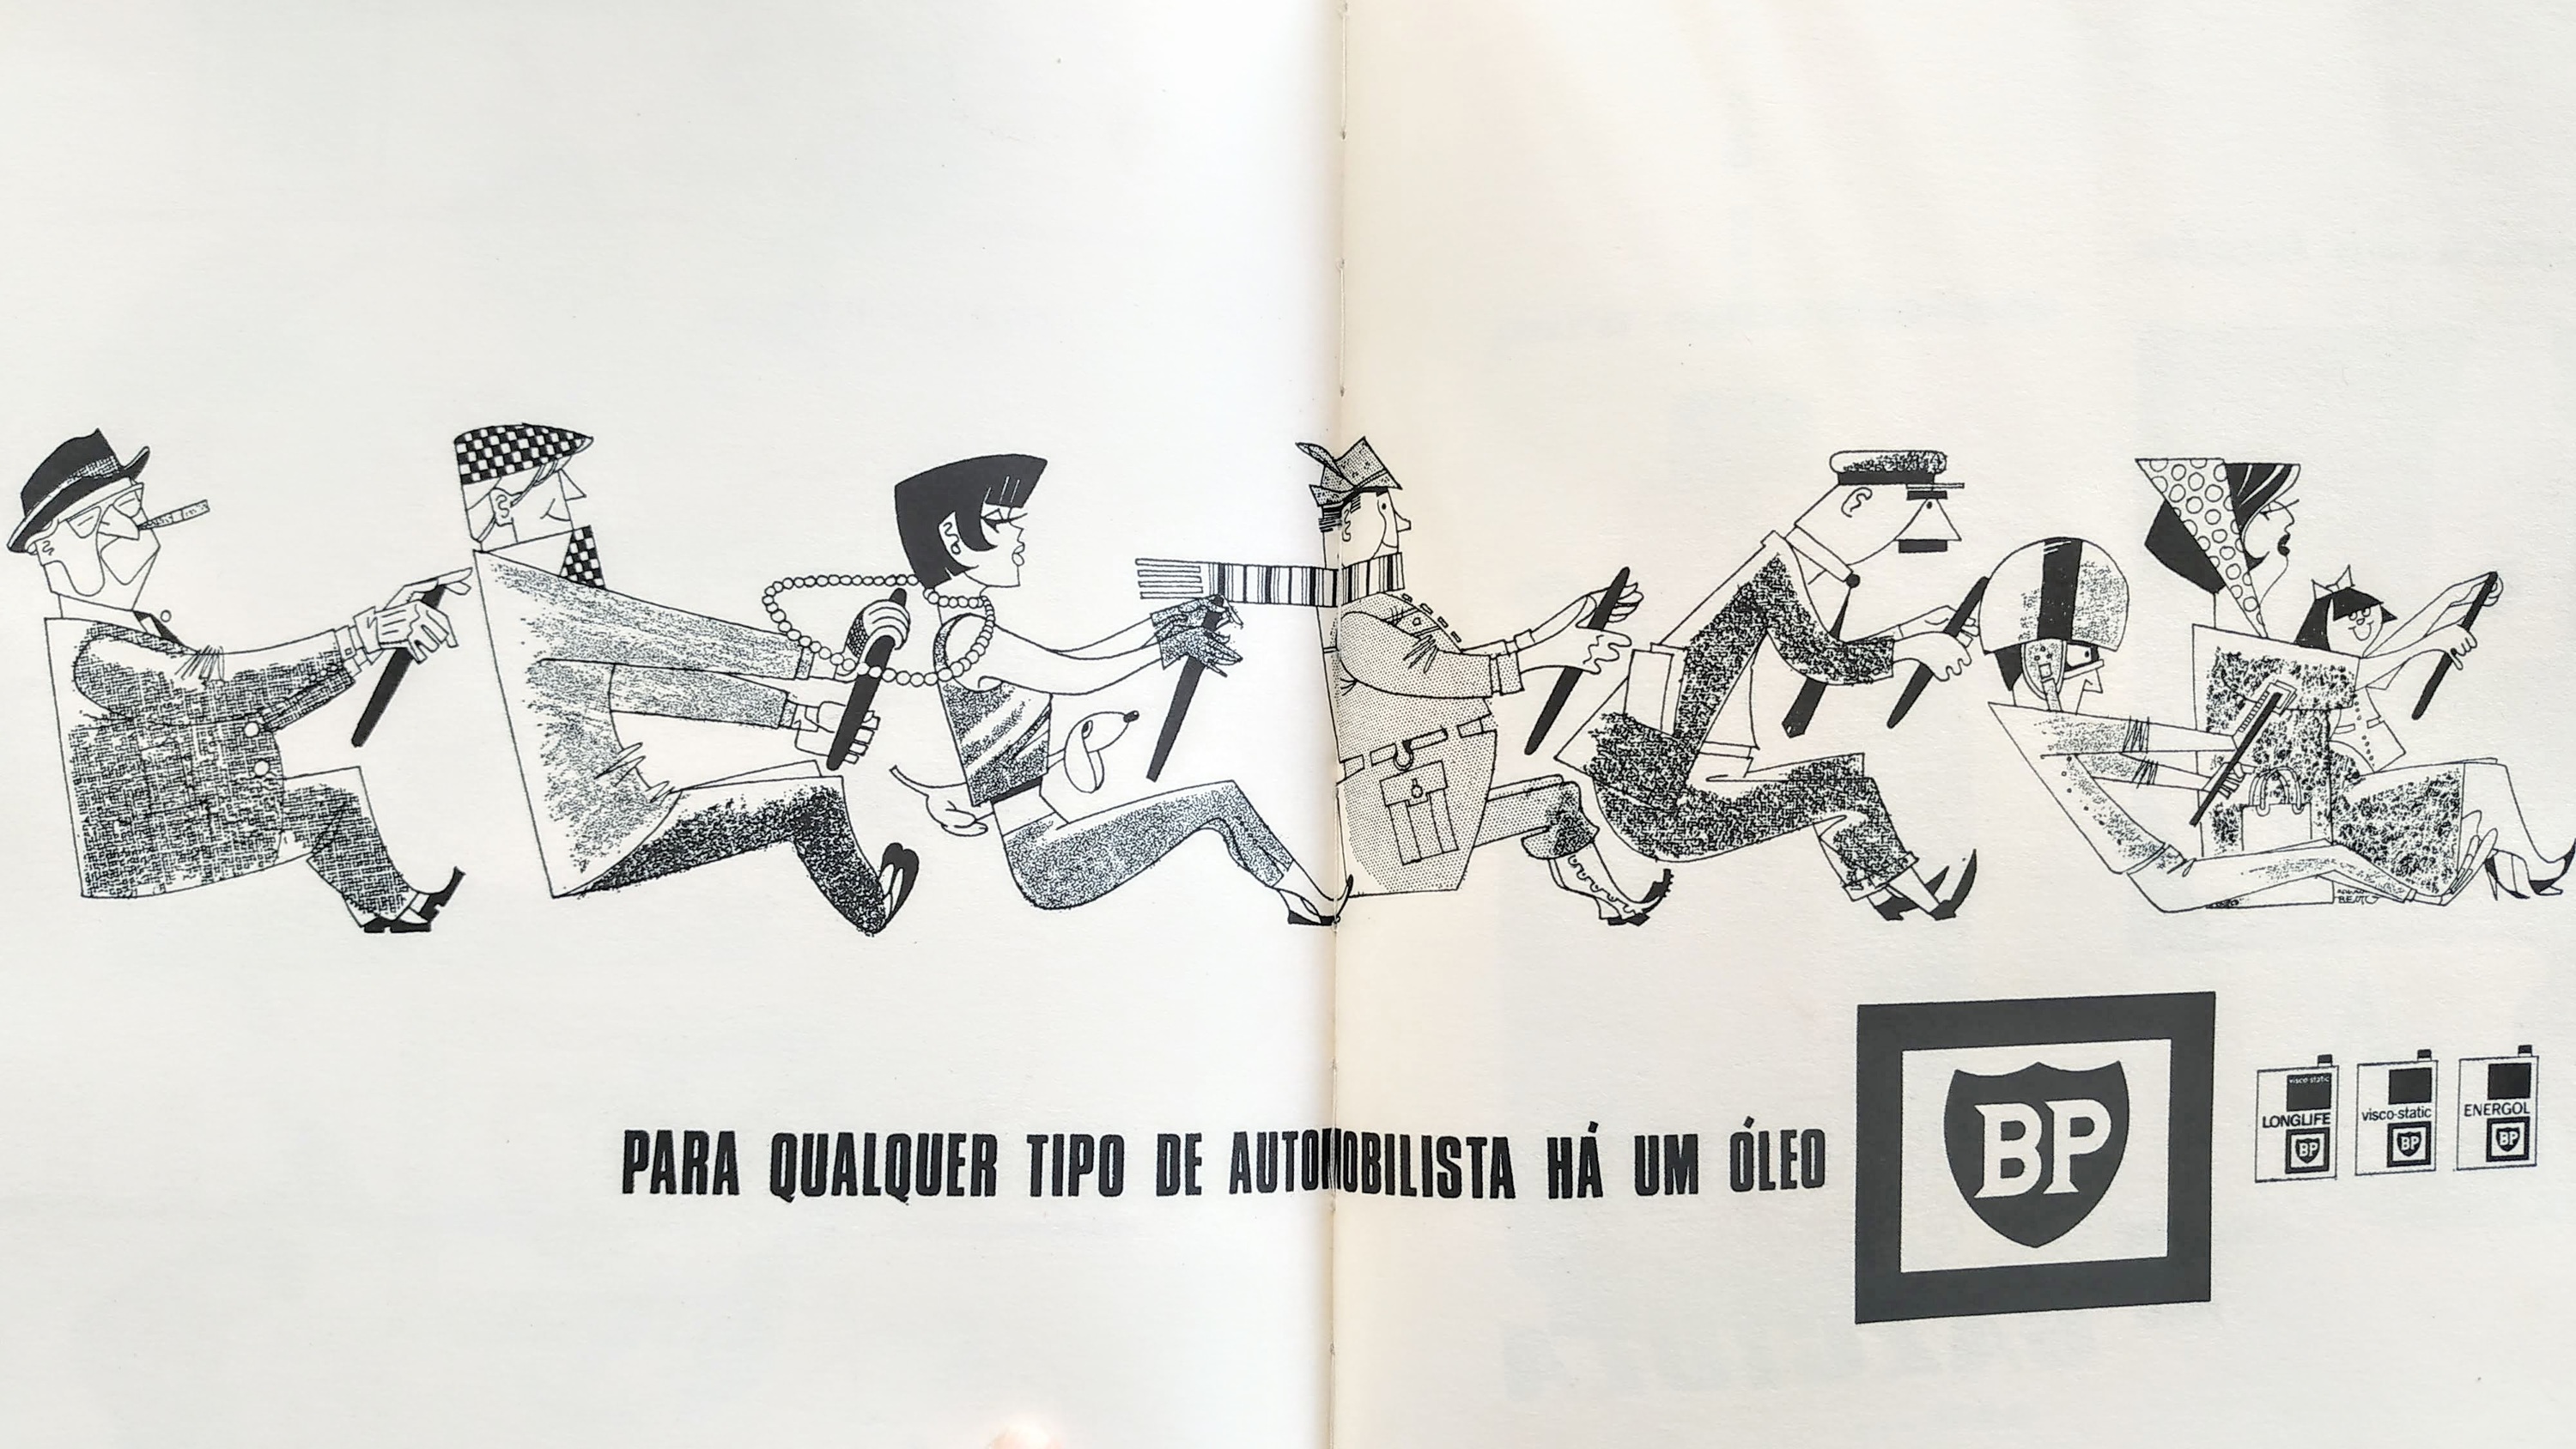 PARA QUALQUER TIPO DE AUTOMOBILISTA HÁ UM ÓLEO
BP
visco-static
LONGLIFE
BP
visco-static
BP
ENERGOL
BP